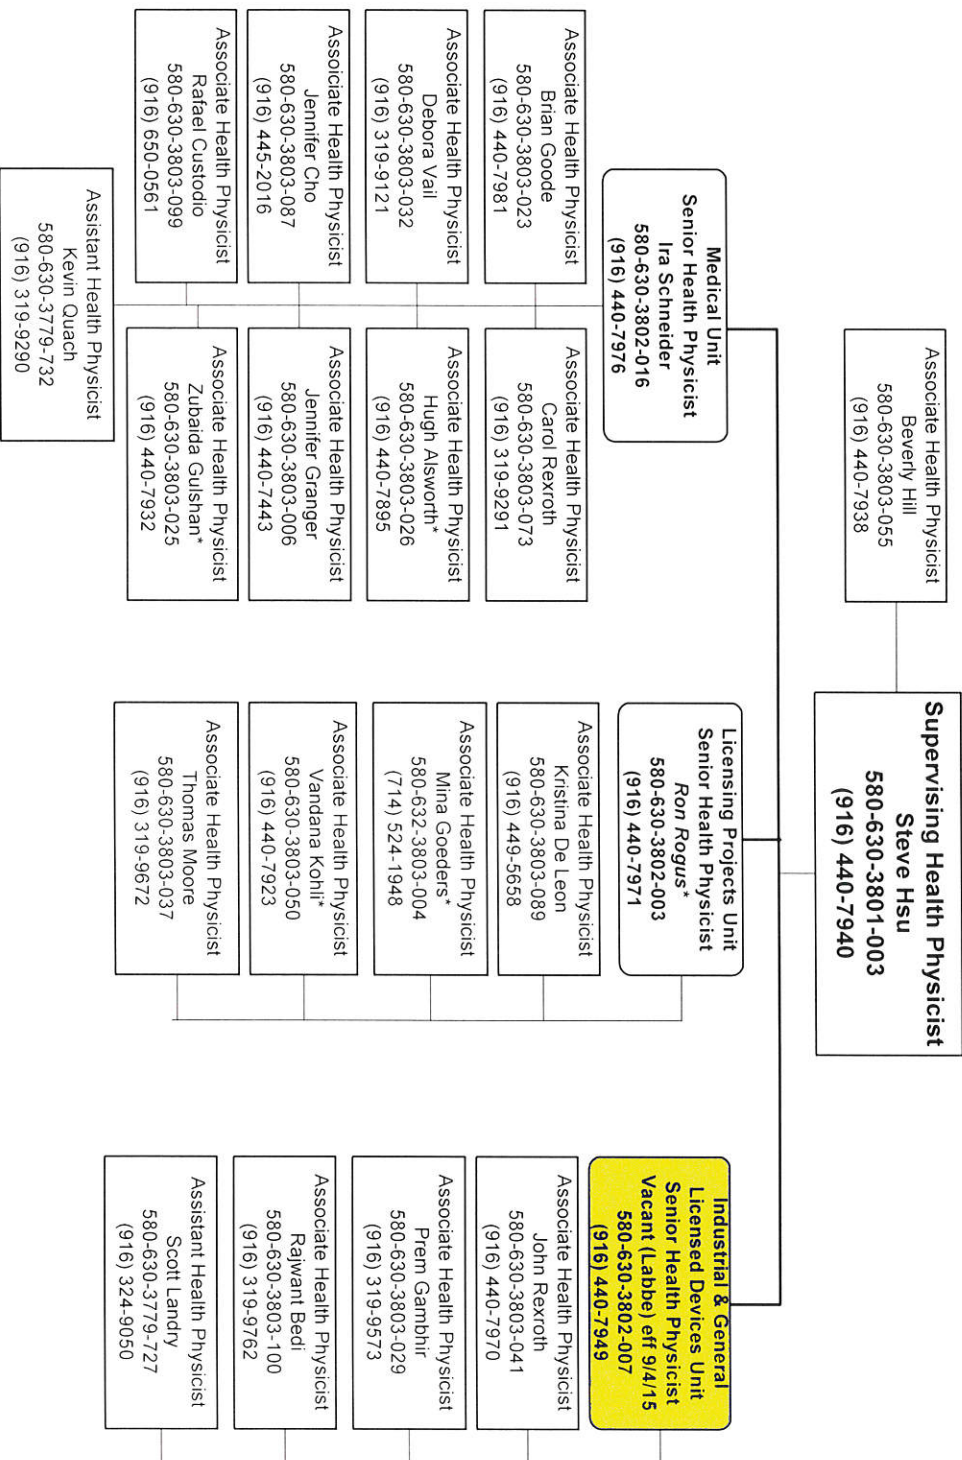 Supervising Health Physicist
Steve Hsu
580-630-3801-003
(916) 440-7940
Associate Health Physicist
Beverly Hill
580-630-3803-055
(916) 440-7938
Medical Unit
Senior Health Physicist
Ira Schneider
580-630-3802-016
(916) 440-7976
Associate Health Physicist
Brian Goode
580-630-3803-023
(916) 440-7981
Associate Health Physicist
Carol Rexroth
580-630-3803-073
(916) 319-9291
Associate Health Physicist
Debora Vail
580-630-3803-032
(916) 319-9121
Associate Health Physicist
Hugh Alsworth*
580-630-3803-026
(916) 440-7895
Assoiciate Health Physicist
Jennifer Cho
580-630-3803-087
(916) 445-2016
Associate Health Physicist
Jennifer Granger
580-630-3803-006
(916) 440-7443
Associate Health Physicist
Rafael Custodio
580-630-3803-099
(916) 650-0561
Associate Health Physicist
Zubaida Gulshan*
580-630-3803-025
(916) 440-7932
Assistant Health Physicist
Kevin Quach
580-630-3779-732
(916) 319-9290
Licensing Projects Unit
Senior Health Physicist
Ron Rogus*
580-630-3802-003
(916) 440-7971
Associate Health Physicist
Kristina De Leon
580-630-3803-089
(916) 449-5658
Associate Health Physicist
Mina Goeders*
580-632-3803-004
(714) 524-1948
Associate Health Physicist
Vandana Kohli*
580-630-3803-050
(916) 440-7923
Associate Health Physicist
Thomas Moore
580-630-3803-037
(916) 319-9672
Industrial & General
Licensed Devices Unit
Senior Health Physicist
Vacant (Labbe) eff 9/4/15
580-630-3802-007
(916) 440-7949
Associate Health Physicist
John Rexroth
580-630-3803-041
(916) 440-7970
Associate Health Physicist
Prem Gambhir
580-630-3803-029
(916) 319-9573
Associate Health Physicist
Rajwant Bedi
580-630-3803-100
(916) 319-9762
Assistant Health Physicist
Scott Landry
580-630-3779-727
(916) 324-9050